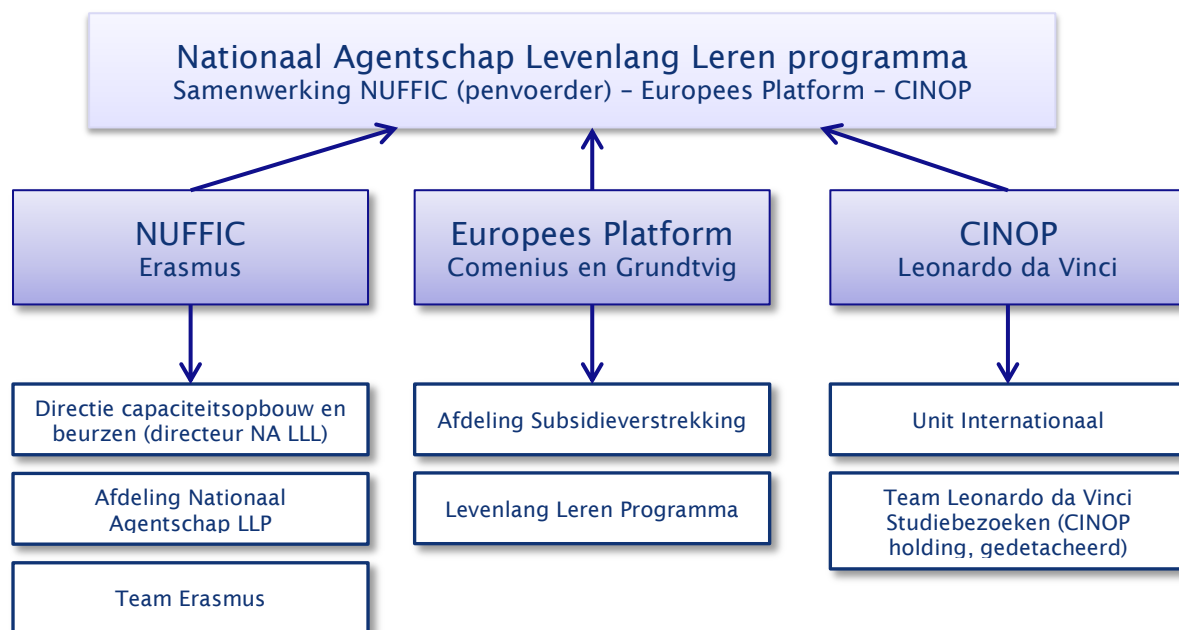 Nationaal Agentschap Levenlang Leren programma
Samenwerking NUFFIC (penvoerder) – Europees Platform – CINOP
NUFFIC
Erasmus
Europees Platform
Comenius en Grundtvig
CINOP
Leonardo da Vinci
Directie capaciteitsopbouw en
beurzen (directeur NA LLL)
Afdeling Nationaal
Agentschap LLP
Team Erasmus
Afdeling Subsidieverstrekking
Levenlang Leren Programma
Unit Internationaal
Team Leonardo da Vinci
Studiebezoeken (CINOP
holding, gedetacheerd)